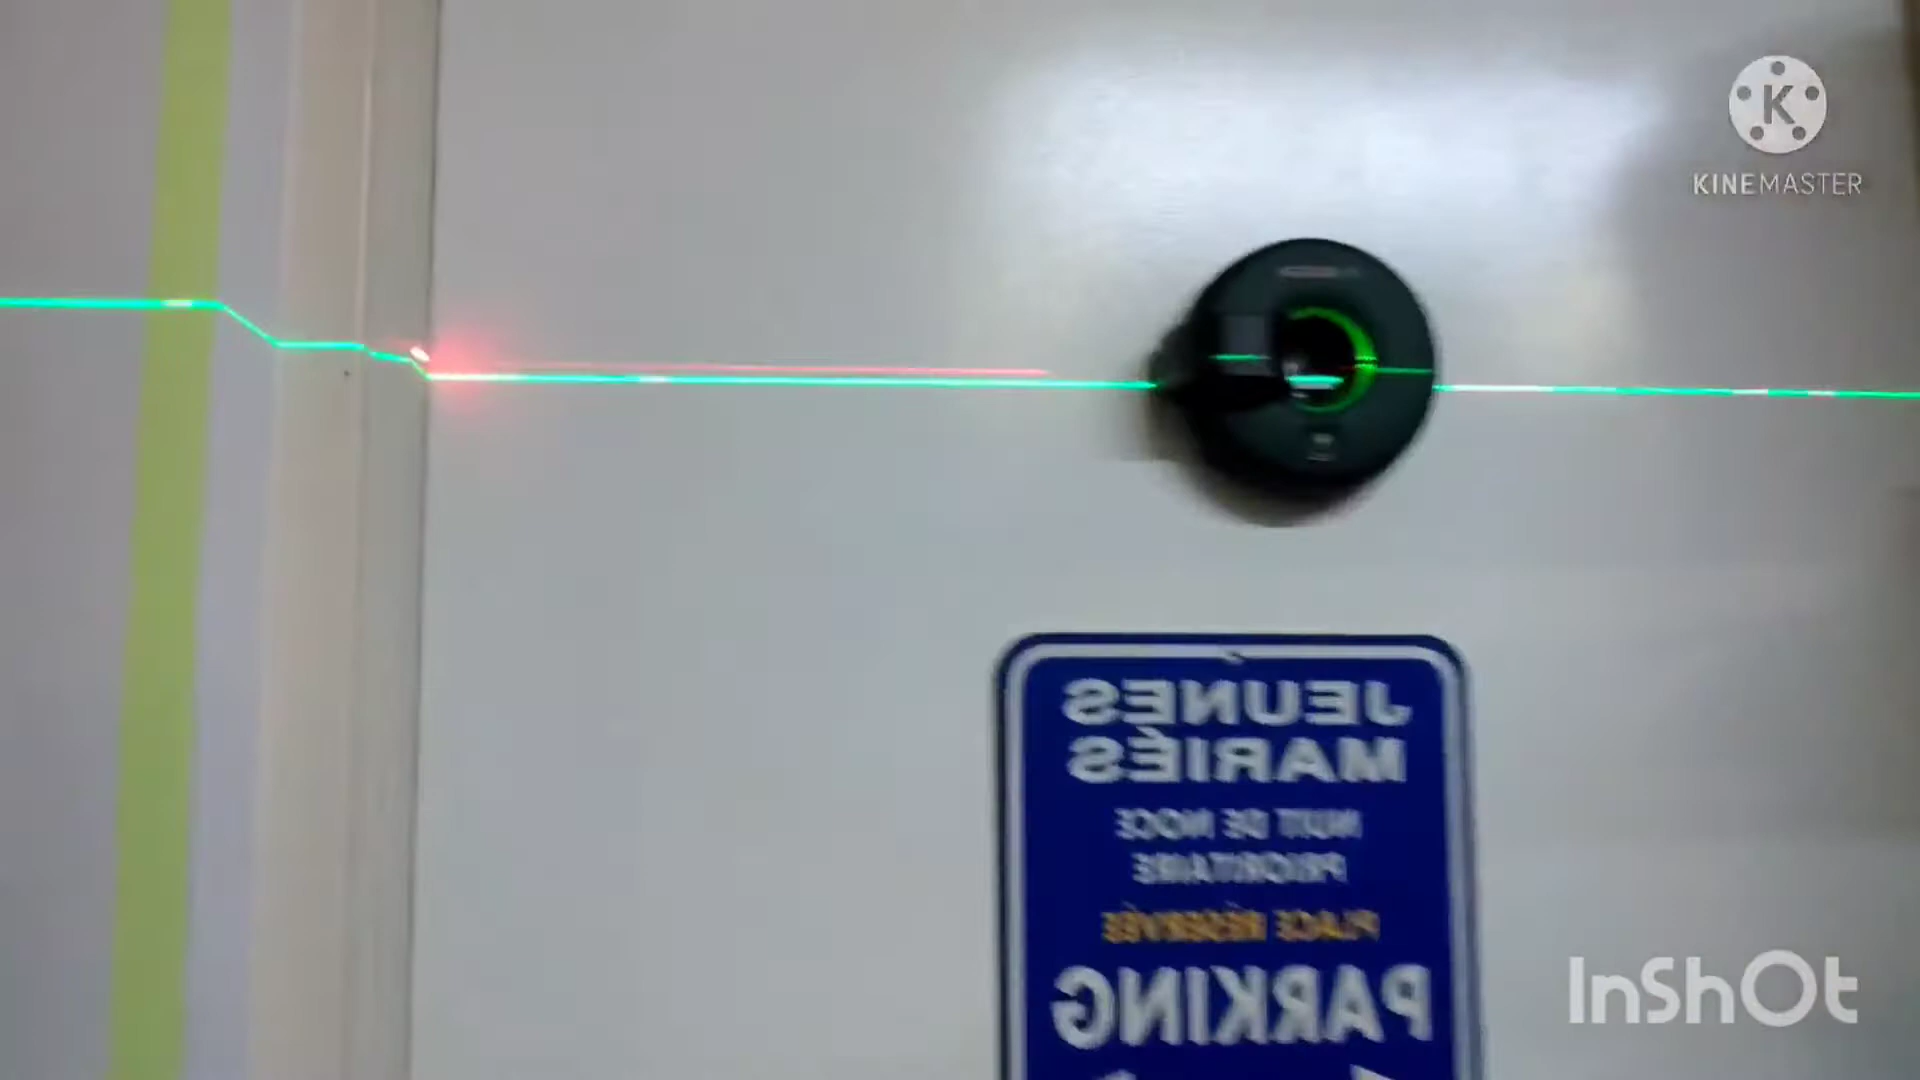 KINEMASTER
JEUNES
MARIÉS
NUIT DE NOCE
PRIORITAIRE
PLACE RÉSERVÉE
PARKING
InShOt